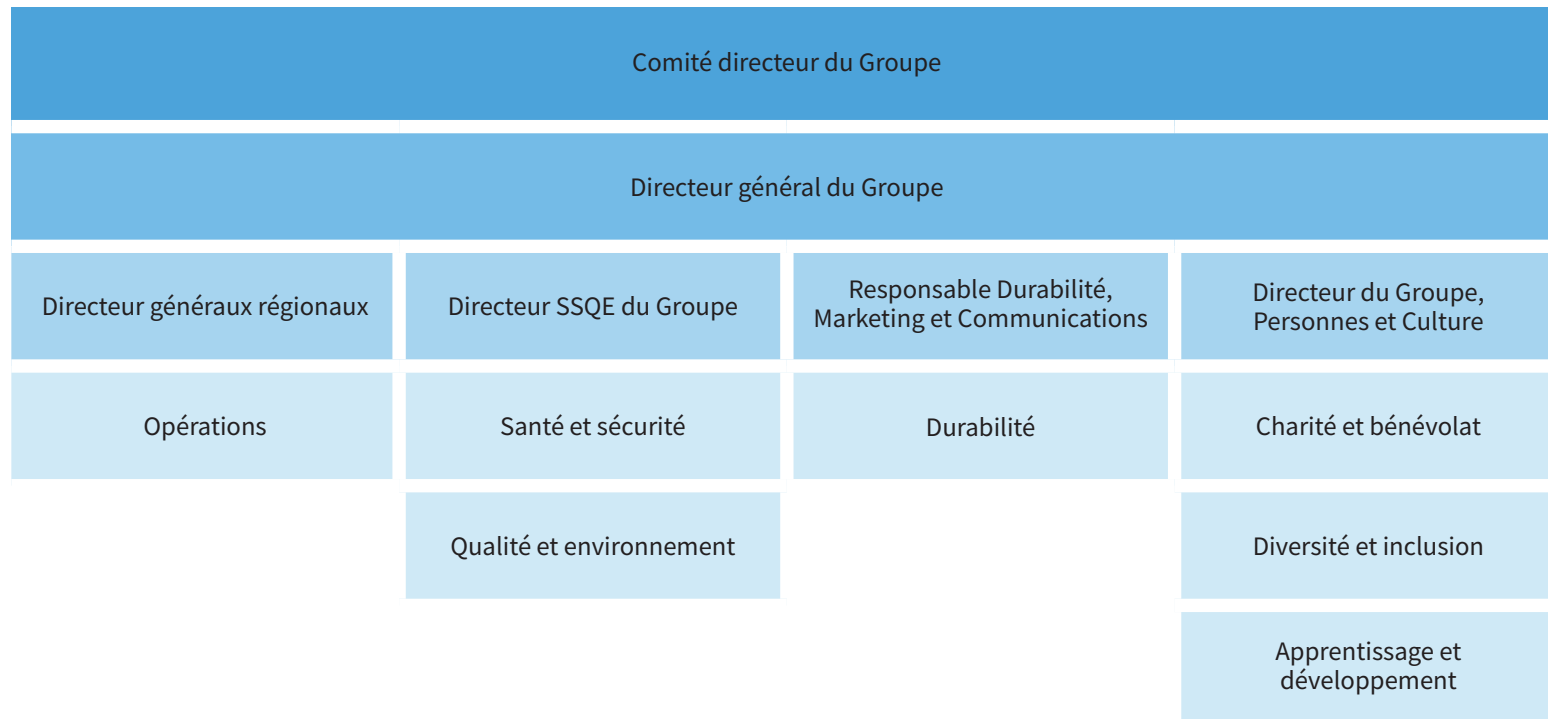 Comité directeur du Groupe
Directeur général du Groupe
Directeur généraux régionaux
Directeur SSQE du Groupe
Responsable Durabilité,
Marketing et Communications
Directeur du Groupe,
Personnes et Culture
Opérations
Santé et sécurité
Durabilité
Charité et bénévolat
Qualité et environnement
Diversité et inclusion
Apprentissage et
développement